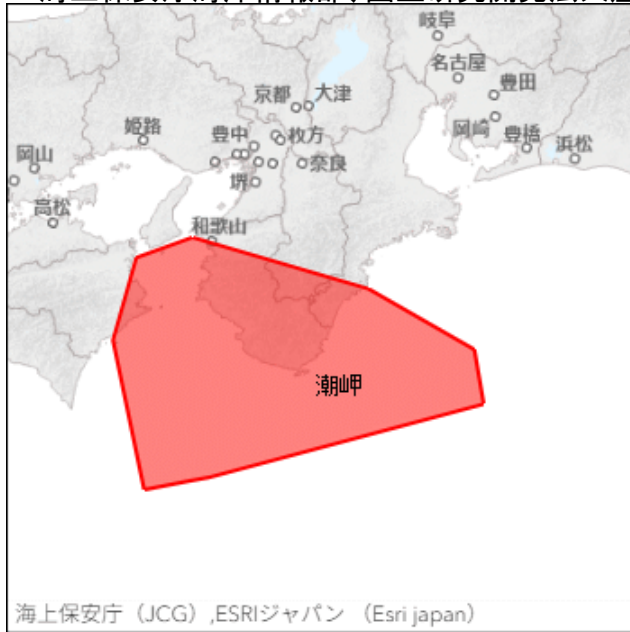 岐阜
名古屋
豊田
京都
大津
姫路
豊中
枚方
岡崎
豊橋
浜松
岡山
奈良
堺
高松
和歌山
潮岬
海上保安庁（JCG）,ESRIジャパン （Esri japan）